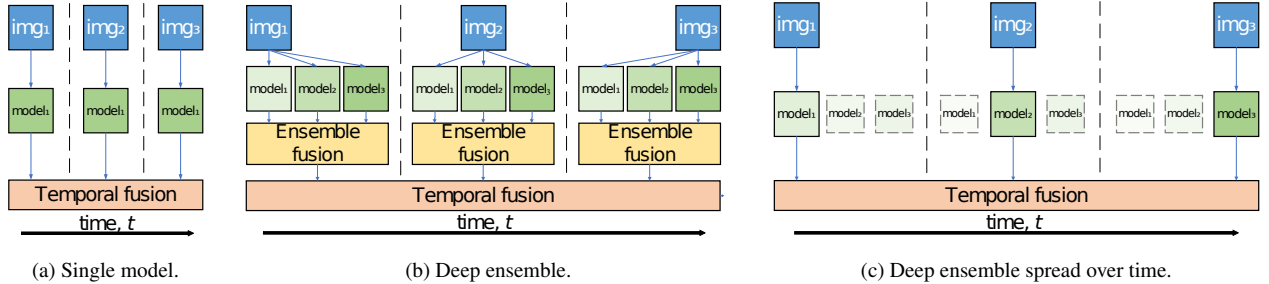 img₁ img₂ img₃
model₁ model₁ model₁
Temporal fusion
time, t
(a) Single model.
img₁ img₂ img₃
model₁ model₂ model₃ model₁ model₂ model₃ model₁ model₂ model₃
Ensemble fusion
Ensemble fusion
Ensemble fusion
Temporal fusion
time, t
(b) Deep ensemble.
img₁ img₂ img₃
model₁ model₂ model₃ model₁ model₂ model₃ model₁ model₂ model₃
Temporal fusion
time, t
(c) Deep ensemble spread over time.